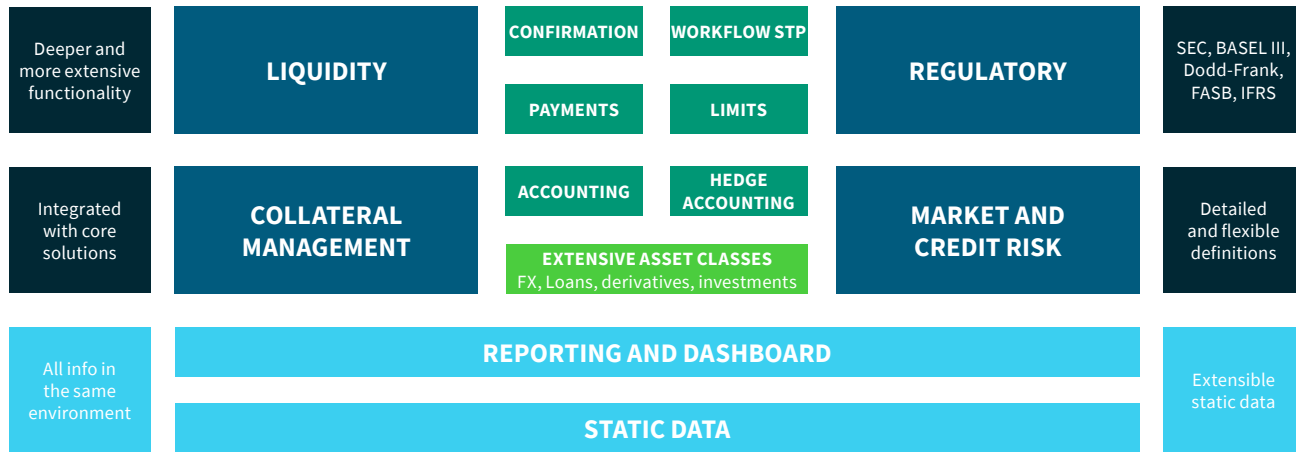 Deeper and
more extensive
functionality
LIQUIDITY
CONFIRMATION
WORKFLOW STP
PAYMENTS
LIMITS
REGULATORY
SEC, BASEL III,
Dodd-Frank,
FASB, IFRS
Integrated
with core
solutions
COLLATERAL
MANAGEMENT
ACCOUNTING
HEDGE
ACCOUNTING
EXTENSIVE ASSET CLASSES
FX, Loans, derivatives, investments
MARKET AND
CREDIT RISK
Detailed
and flexible
definitions
All info in
the same
environment
REPORTING AND DASHBOARD
STATIC DATA
Extensible
static data